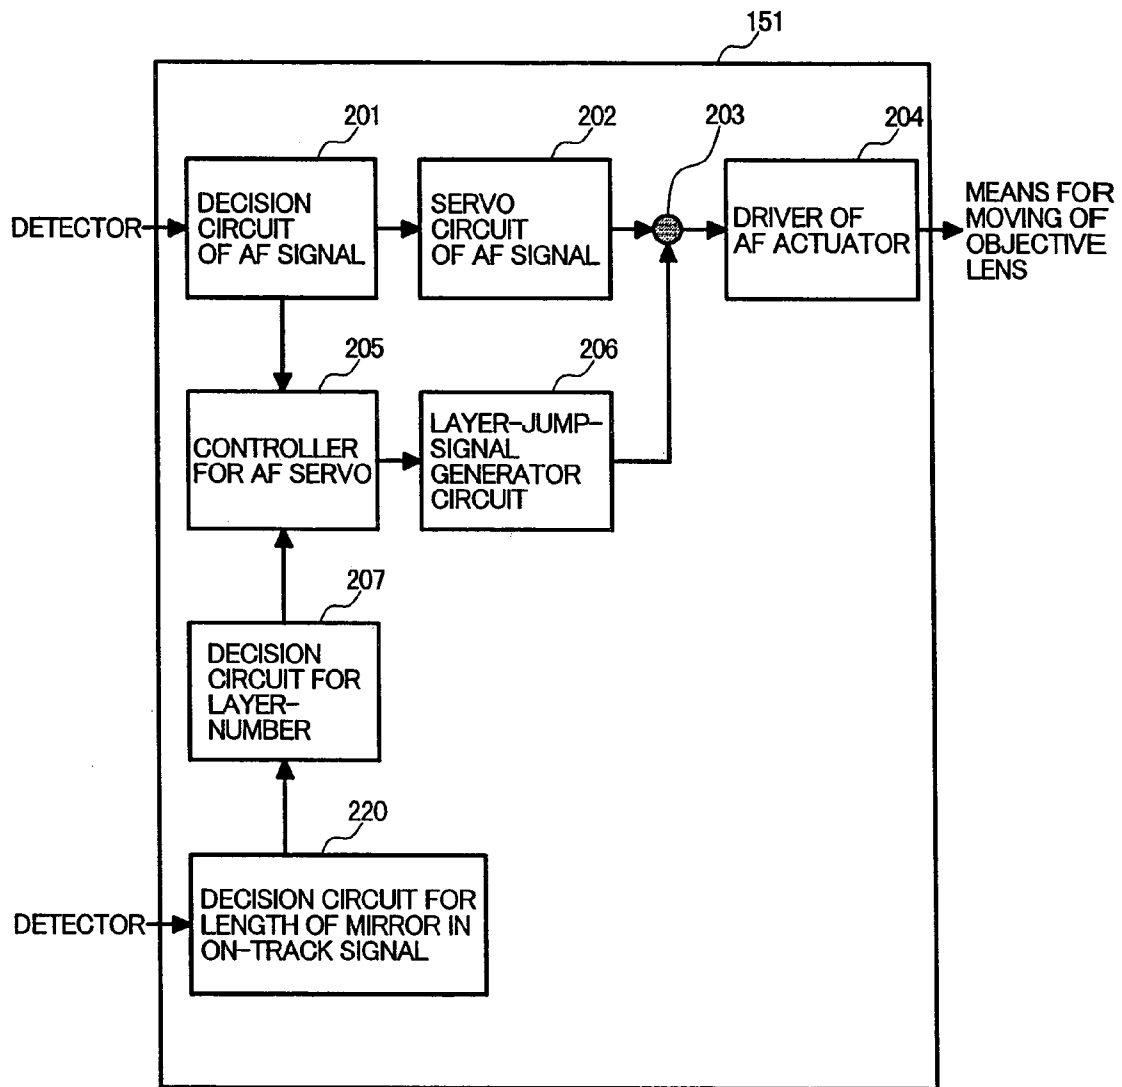 151
201
202
203
204
DETECTOR
DECISION
CIRCUIT
OF AF SIGNAL
SERVO
CIRCUIT
OF AF SIGNAL
DRIVER OF
AF ACTUATOR
MEANS FOR
MOVING OF
OBJECTIVE
LENS
205
206
CONTROLLER
FOR AF SERVO
LAYER-JUMP-
SIGNAL
GENERATOR
CIRCUIT
207
DECISION
CIRCUIT FOR
LAYER-
NUMBER
220
DETECTOR
DECISION CIRCUIT FOR
LENGTH OF MIRROR IN
ON-TRACK SIGNAL